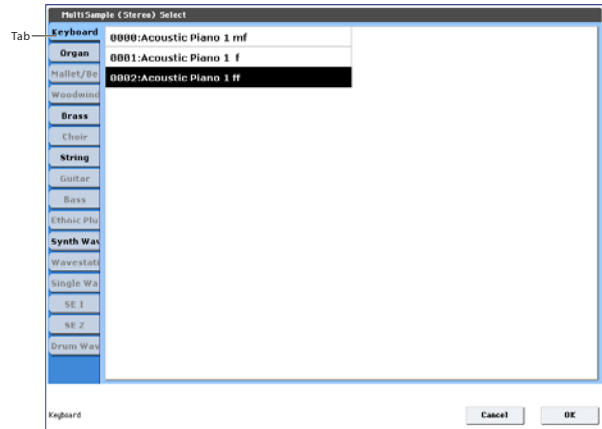 MultiSample (Stereo) Select
Tab
Keyboard
Organ
Mallet/Be
Woodwind
Brass
Choir
String
Guitar
Bass
Ethnic Plu
Synth Wav
Wavestati
Single Wa
SE 1
SE 2
Drum Wav
0000:Acoustic Piano 1 mf
0001:Acoustic Piano 1 f
0002:Acoustic Piano 1 ff
Keyboard
Cancel
OK